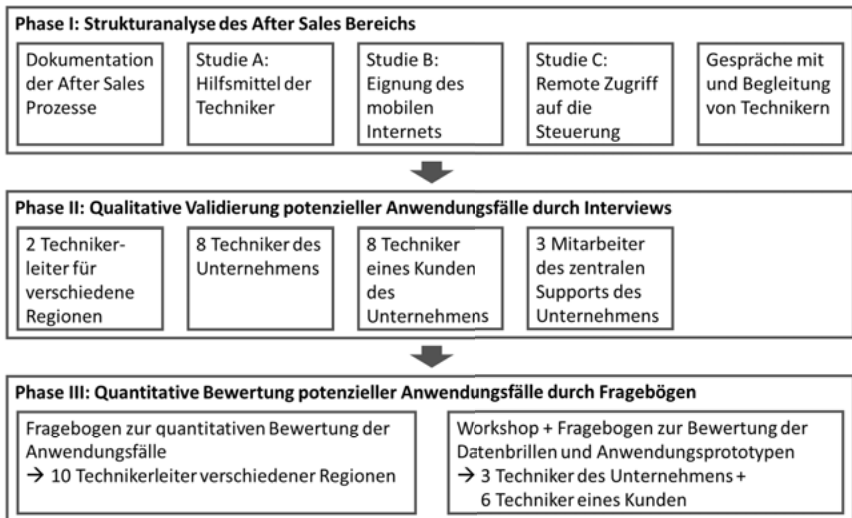 Phase I: Strukturanalyse des After Sales Bereichs
Dokumentation
der After Sales
Prozesse
Studie A:
Hilfsmittel der
Techniker
Studie B:
Eignung des
mobilen
Internets
Studie C:
Remote Zugriff
auf die
Steuerung
Gespräche mit
und Begleitung
von Technikern
Phase II: Qualitative Validierung potenzieller Anwendungsfälle durch Interviews
2 Techniker-
leiter für
verschiedene
Regionen
8 Techniker des
Unternehmens
8 Techniker
eines Kunden
des
Unternehmens
3 Mitarbeiter
des zentralen
Supports des
Unternehmens
Phase III: Quantitative Bewertung potenzieller Anwendungsfälle durch Fragebögen
Fragebogen zur quantitativen Bewertung der
Anwendungsfälle
→ 10 Technikerleiter verschiedener Regionen
Workshop + Fragebogen zur Bewertung der
Datenbrillen und Anwendungsprototypen
→ 3 Techniker des Unternehmens +
6 Techniker eines Kunden